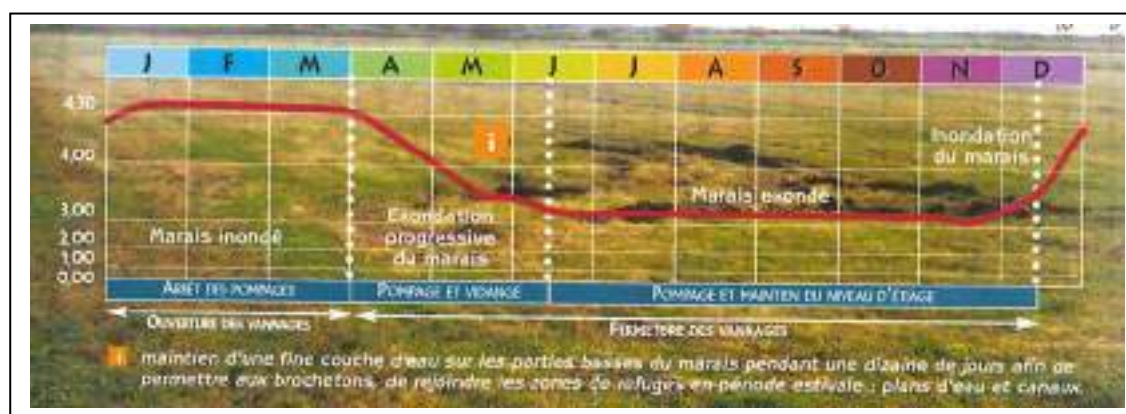 J F M A M J J A S O N D
4,30
4,00
3,00
2,00
1,00
0,00
i
Inondation
du marais
Marais exondé
Marais inondé
Exondation
progressive
du marais
ARRÊT DES POMPAGES
POMPAGE ET VIDANGE
POMPAGE ET MAINTIEN DU NIVEAU D'ÉTIAGE
OUVERTURE DES VANNAGES
FERMETURE DES VANNAGES
i maintien d'une fine couche d'eau sur les parties basses du marais pendant une dizaine de jours afin de
permettre aux brochetons, de rejoindre les zones de refuges en période estivale : plans d'eau et canaux.